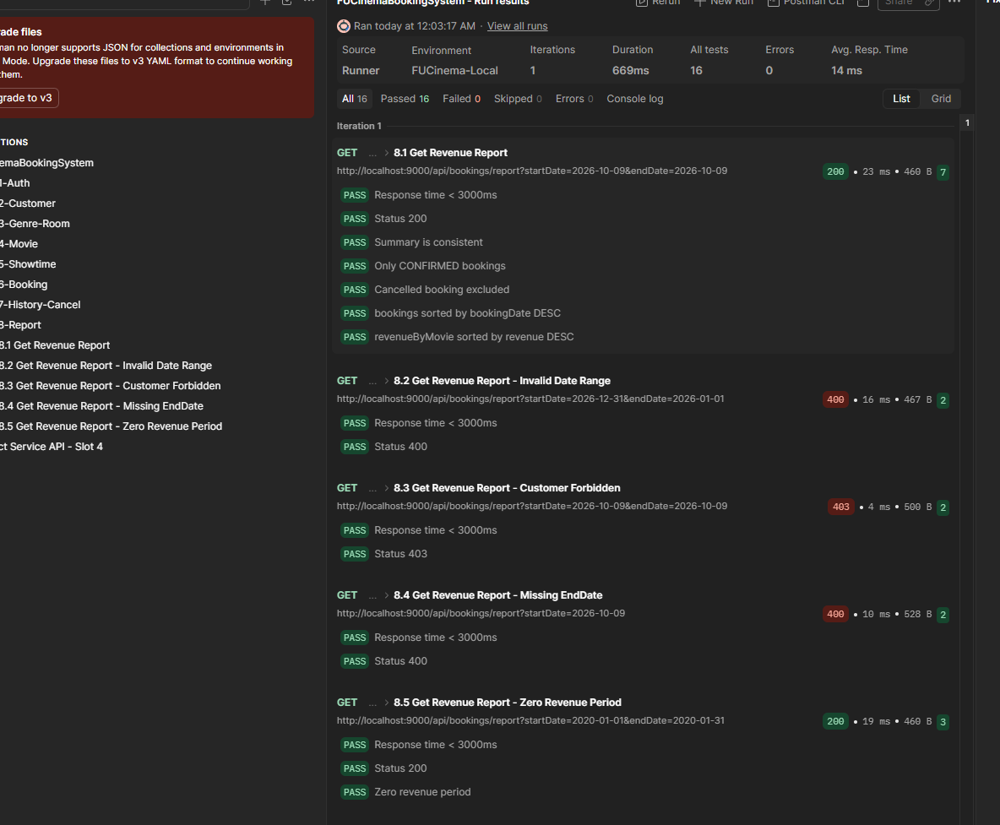 rade files
man no longer supports JSON for collections and environments in
Mode. Upgrade these files to v3 YAML format to continue working
them.
grade to v3
TIONS
emaBookingSystem
1-Auth
2-Customer
3-Genre-Room
4-Movie
5-Showtime
6-Booking
7-History-Cancel
8-Report
8.1 Get Revenue Report
8.2 Get Revenue Report - Invalid Date Range
8.3 Get Revenue Report - Customer Forbidden
8.4 Get Revenue Report - Missing EndDate
8.5 Get Revenue Report - Zero Revenue Period
ct Service API - Slot 4
FUCinemaBookingSystem - Run results
Rerun
New Run
Postman CLI
Share
Ran today at 12:03:17 AM · View all runs
Source Environment Iterations Duration All tests Errors Avg. Resp. Time
Runner FUCinema-Local 1 669ms 16 0 14 ms
All 16 Passed 16 Failed 0 Skipped 0 Errors 0 Console log
List Grid
Iteration 1
1
GET ... > 8.1 Get Revenue Report
http://localhost:9000/api/bookings/report?startDate=2026-10-09&endDate=2026-10-09 200 • 23 ms • 460 B 7
PASS Response time < 3000ms
PASS Status 200
PASS Summary is consistent
PASS Only CONFIRMED bookings
PASS Cancelled booking excluded
PASS bookings sorted by bookingDate DESC
PASS revenueByMovie sorted by revenue DESC
GET ... > 8.2 Get Revenue Report - Invalid Date Range
http://localhost:9000/api/bookings/report?startDate=2026-12-31&endDate=2026-01-01 400 • 16 ms • 467 B 2
PASS Response time < 3000ms
PASS Status 400
GET ... > 8.3 Get Revenue Report - Customer Forbidden
http://localhost:9000/api/bookings/report?startDate=2026-10-09&endDate=2026-10-09 403 • 4 ms • 500 B 2
PASS Response time < 3000ms
PASS Status 403
GET ... > 8.4 Get Revenue Report - Missing EndDate
http://localhost:9000/api/bookings/report?startDate=2026-10-09 400 • 10 ms • 528 B 2
PASS Response time < 3000ms
PASS Status 400
GET ... > 8.5 Get Revenue Report - Zero Revenue Period
http://localhost:9000/api/bookings/report?startDate=2020-01-01&endDate=2020-01-31 200 • 19 ms • 460 B 3
PASS Response time < 3000ms
PASS Status 200
PASS Zero revenue period